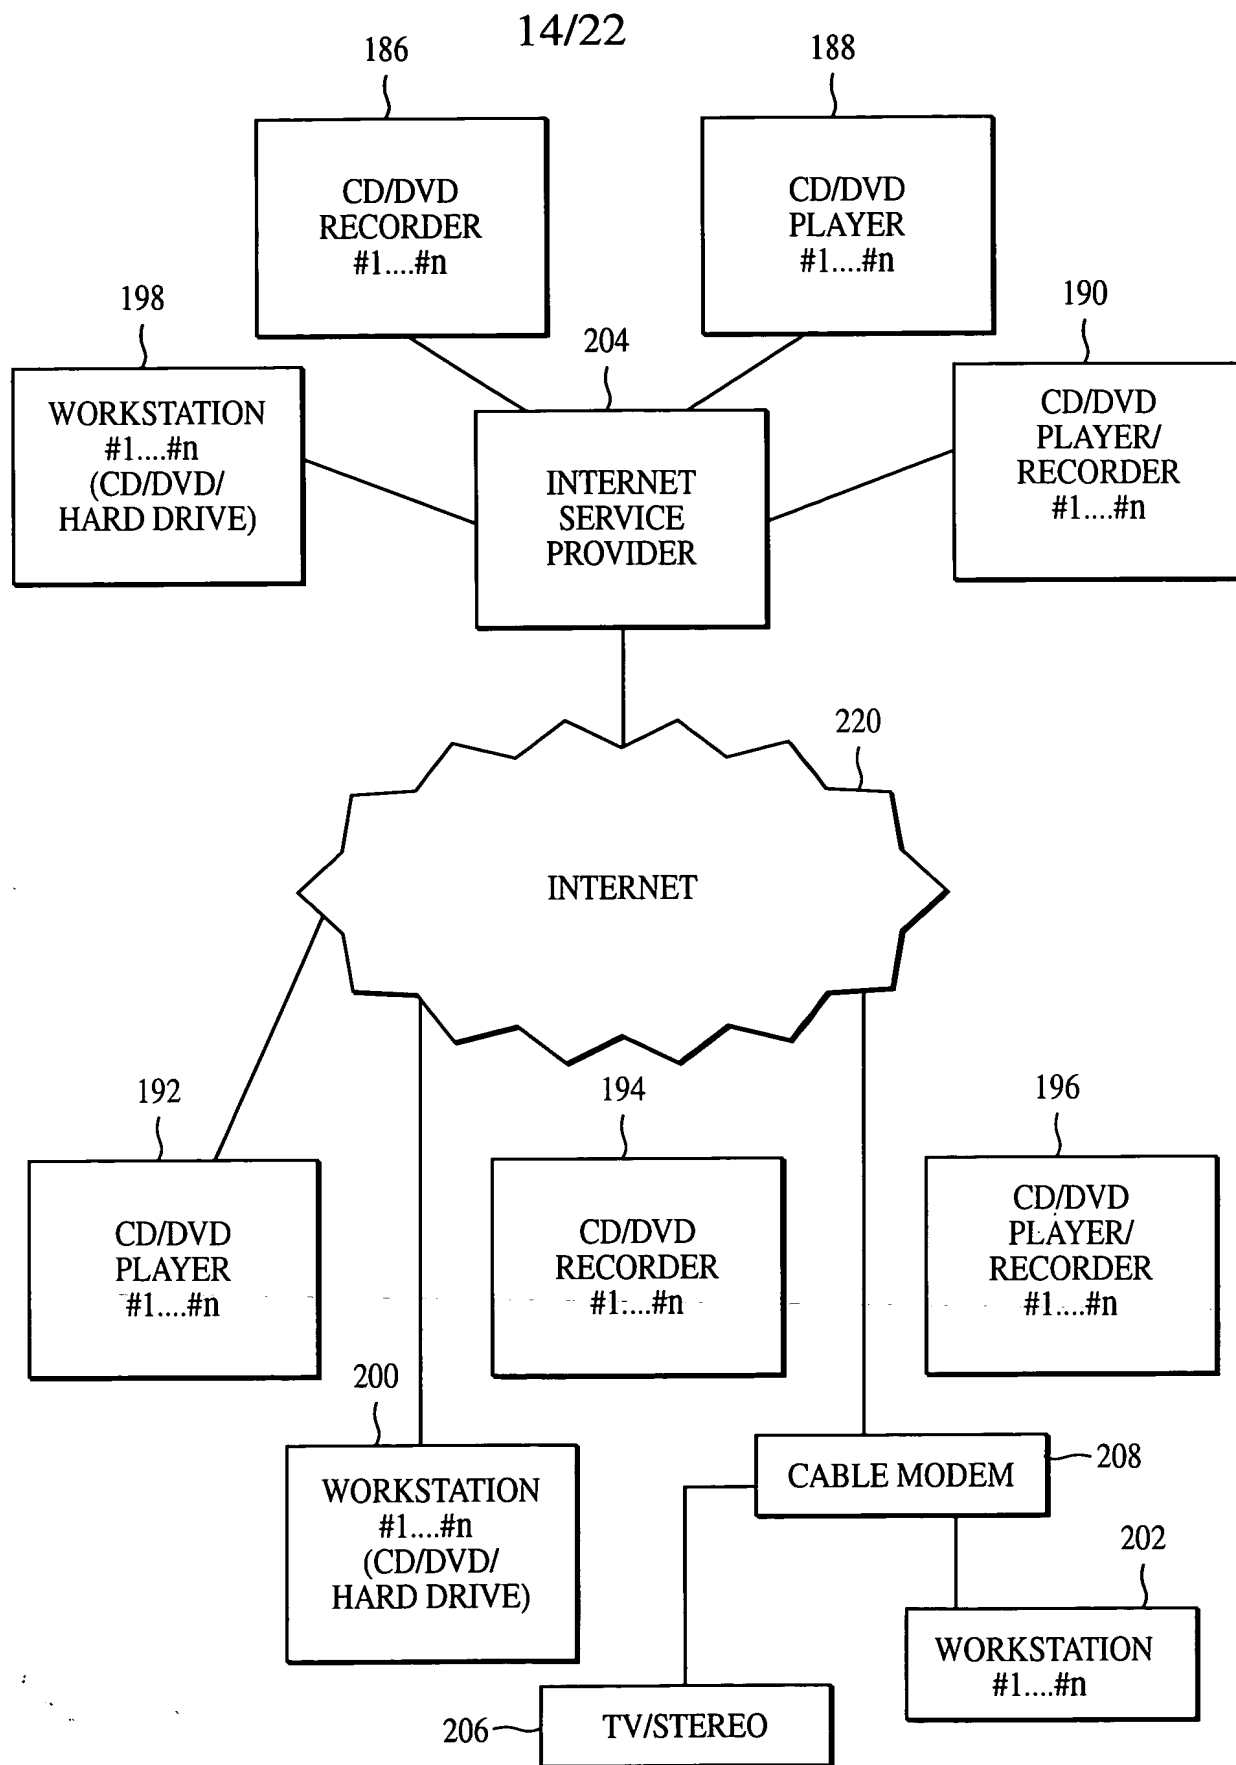 14/22
186
188
CD/DVD
RECORDER
#1....#n
CD/DVD
PLAYER
#1....#n
198
204
190
WORKSTATION
#1....#n
(CD/DVD/
HARD DRIVE)
INTERNET
SERVICE
PROVIDER
CD/DVD
PLAYER/
RECORDER
#1....#n
220
INTERNET
192
194
196
CD/DVD
PLAYER
#1....#n
CD/DVD
RECORDER
#1....#n
CD/DVD
PLAYER/
RECORDER
#1....#n
200
WORKSTATION
#1....#n
(CD/DVD/
HARD DRIVE)
CABLE MODEM
208
202
WORKSTATION
#1....#n
206
TV/STEREO